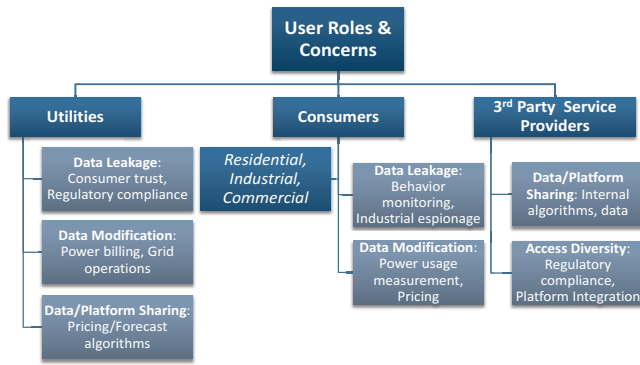 User Roles &
Concerns
Utilities
Consumers
3rd Party Service
Providers
Data Leakage:
Consumer trust,
Regulatory compliance
Data Modification:
Power billing, Grid
operations
Data/Platform Sharing:
Pricing/Forecast
algorithms
Residential,
Industrial,
Commercial
Data Leakage:
Behavior
monitoring,
Industrial espionage
Data Modification:
Power usage
measurement,
Pricing
Data/Platform
Sharing: Internal
algorithms, data
Access Diversity:
Regulatory
compliance,
Platform Integration